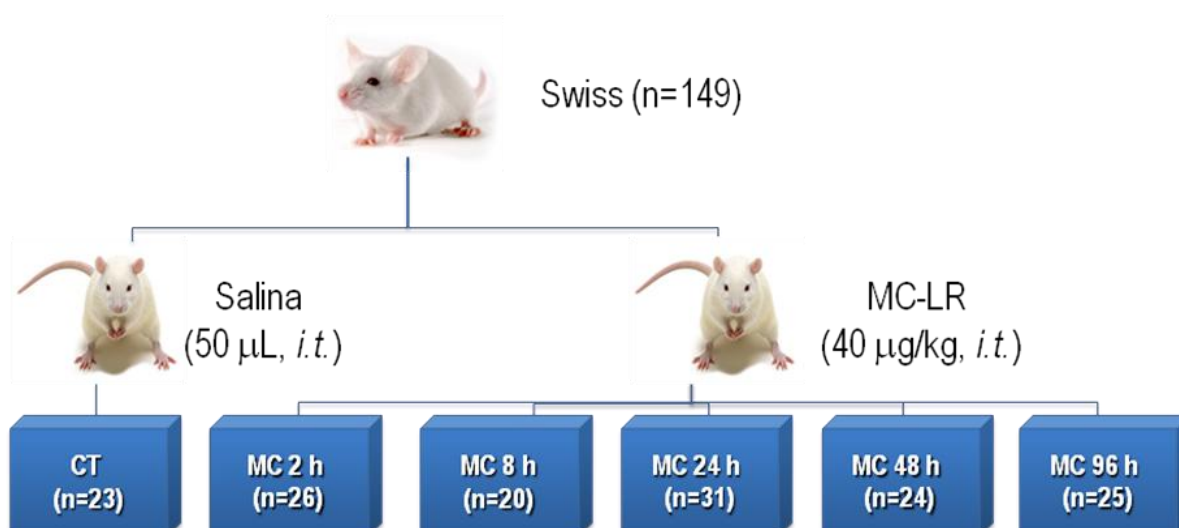 Swiss (n=149)
Salina
(50 μL, i.t.)
MC-LR
(40 μg/kg, i.t.)
CT
(n=23)
MC 2 h
(n=26)
MC 8 h
(n=20)
MC 24 h
(n=31)
MC 48 h
(n=24)
MC 96 h
(n=25)